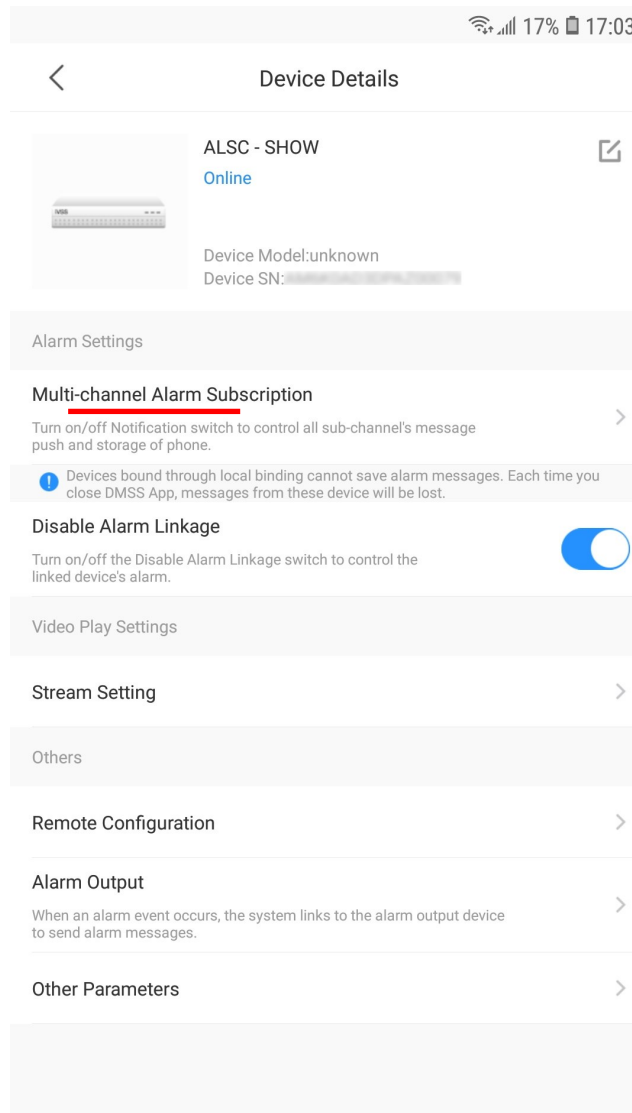 17% 17:03
Device Details
ALSC - SHOW
Online
IVSS
Device Model:unknown
Device SN:
Alarm Settings
Multi-channel Alarm Subscription
Turn on/off Notification switch to control all sub-channel's message
push and storage of phone.
Devices bound through local binding cannot save alarm messages. Each time you
close DMSS App, messages from these device will be lost.
Disable Alarm Linkage
Turn on/off the Disable Alarm Linkage switch to control the
linked device's alarm.
Video Play Settings
Stream Setting
Others
Remote Configuration
Alarm Output
When an alarm event occurs, the system links to the alarm output device
to send alarm messages.
Other Parameters